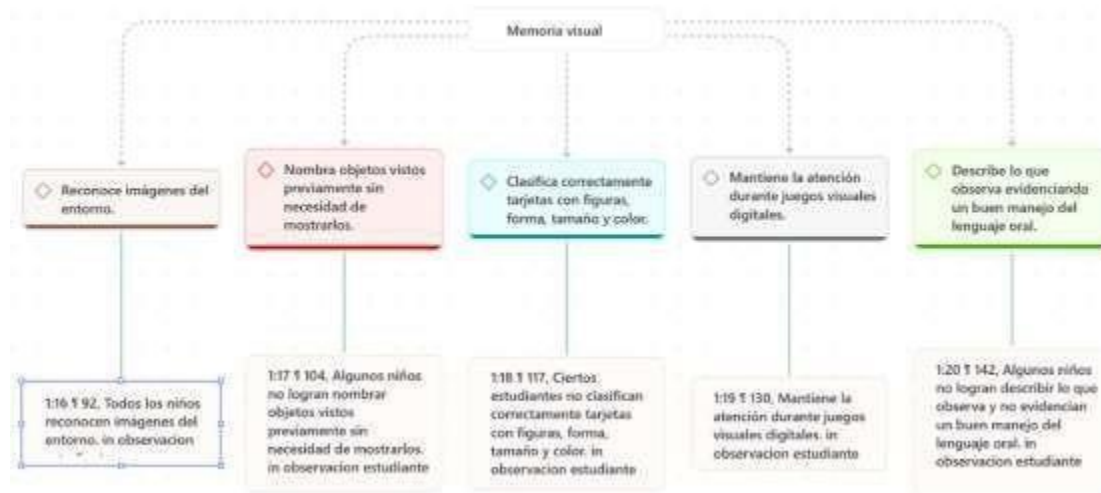 Memoria visual
Reconoce imágenes del
entorno.
Nombra objetos vistos
previamente sin
necesidad de
mostrarlos.
Clasifica correctamente
tarjetas con figuras,
forma, tamaño y color.
Mantiene la atención
durante juegos visuales
digitales.
Describe lo que
observa evidenciando
un buen manejo del
lenguaje oral.
1:16 ¶ 92, Todos los niños
reconocen imágenes del
entorno. in observacion
1:17 ¶ 104, Algunos niños
no logran nombrar
objetos vistos
previamente sin
necesidad de mostrarlos.
in observacion estudiante
1:18 ¶ 117, Ciertos
estudiantes no clasifican
correctamente tarjetas
con figuras, forma,
tamaño y color. in
observacion estudiante
1:19 ¶ 130, Mantiene la
atención durante juegos
visuales digitales. in
observacion estudiante
1:20 ¶ 142, Algunos niños
no logran describir lo que
observa y no evidencian
un buen manejo del
lenguaje oral. in
observacion estudiante